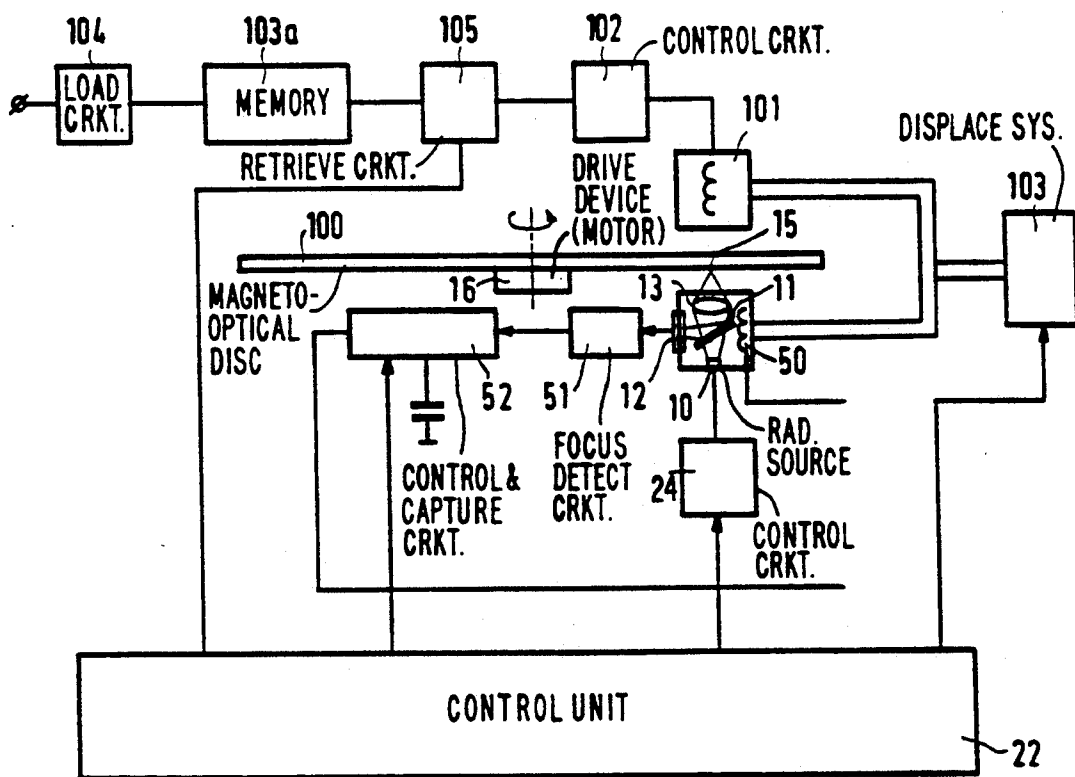 104
103a
105
102
CONTROL CRKT.
LOAD
CRKT.
MEMORY
101
DISPLACE SYS.
RETRIEVE CRKT.
DRIVE
DEVICE
(MOTOR)
103
100
15
16
13
11
MAGNETO-
OPTICAL
DISC
52
51
12
10
50
RAD.
SOURCE
FOCUS
DETECT
CRKT.
24
CONTROL &
CAPTURE
CRKT.
CONTROL
CRKT.
CONTROL UNIT
22